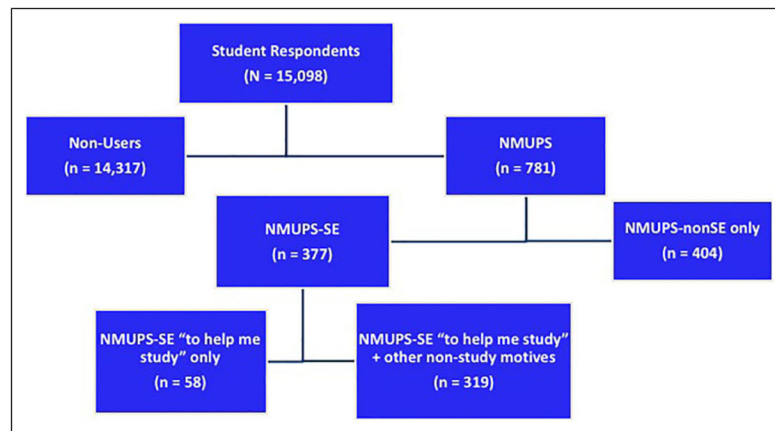 Student Respondents
(N = 15,098)
Non-Users
(n = 14,317)
NMUPS
(n = 781)
NMUPS-SE
(n = 377)
NMUPS-nonSE only
(n = 404)
NMUPS-SE “to help me
study” only
(n = 58)
NMUPS-SE “to help me study”
+ other non-study motives
(n = 319)